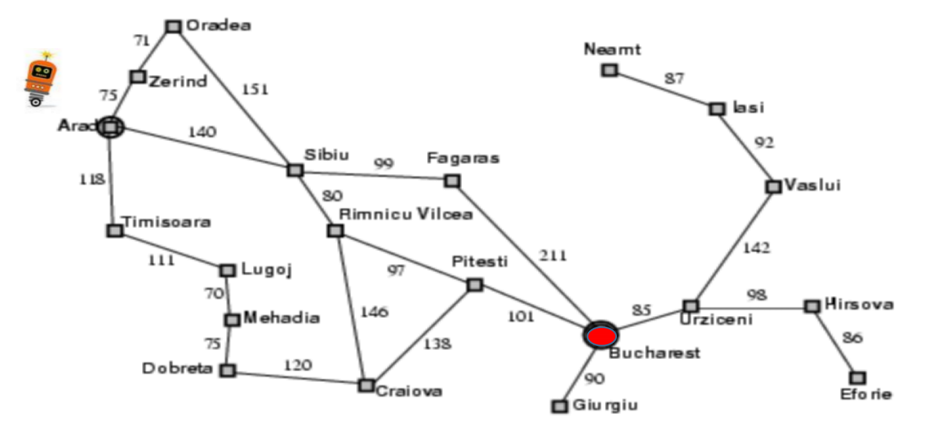 Oradea
Neamt
71
87
Zerind
75
151
Iasi
Arad
140
92
Sibiu
99
Fagaras
118
80
Vaslui
Rimnicu Vilcea
Timisoara
142
111
211
Lugoj
97
Pitesti
70
98
Hirsova
85
146
101
Mehadia
Urziceni
86
75
138
Bucharest
Dobreta
120
90
Craiova
Eforie
Giurgiu